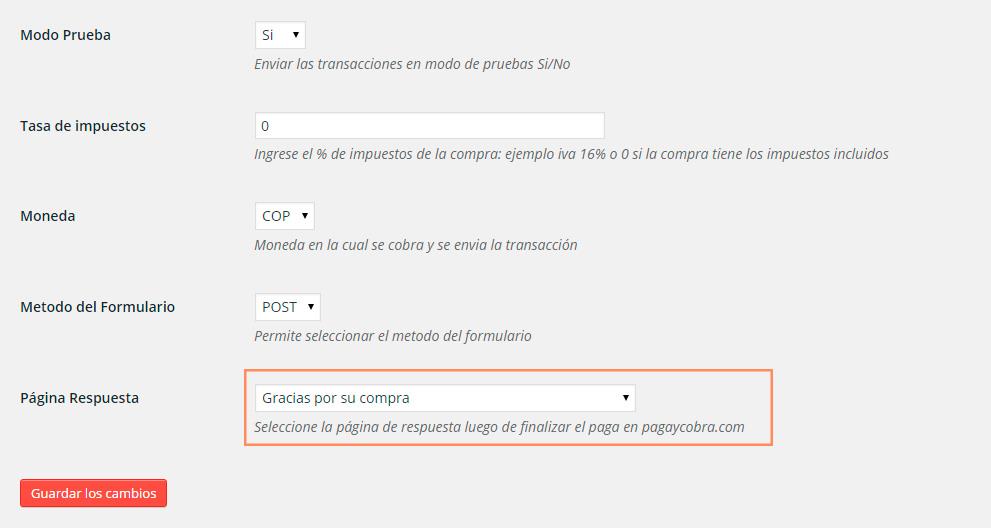 Modo Prueba
Si
Enviar las transacciones en modo de pruebas Si/No
Tasa de impuestos
0
Ingrese el % de impuestos de la compra: ejemplo iva 16% o 0 si la compra tiene los impuestos incluidos
Moneda
COP
Moneda en la cual se cobra y se envia la transacción
Metodo del Formulario
POST
Permite seleccionar el metodo del formulario
Página Respuesta
Gracias por su compra
Seleccione la página de respuesta luego de finalizar el paga en pagaycobra.com
Guardar los cambios